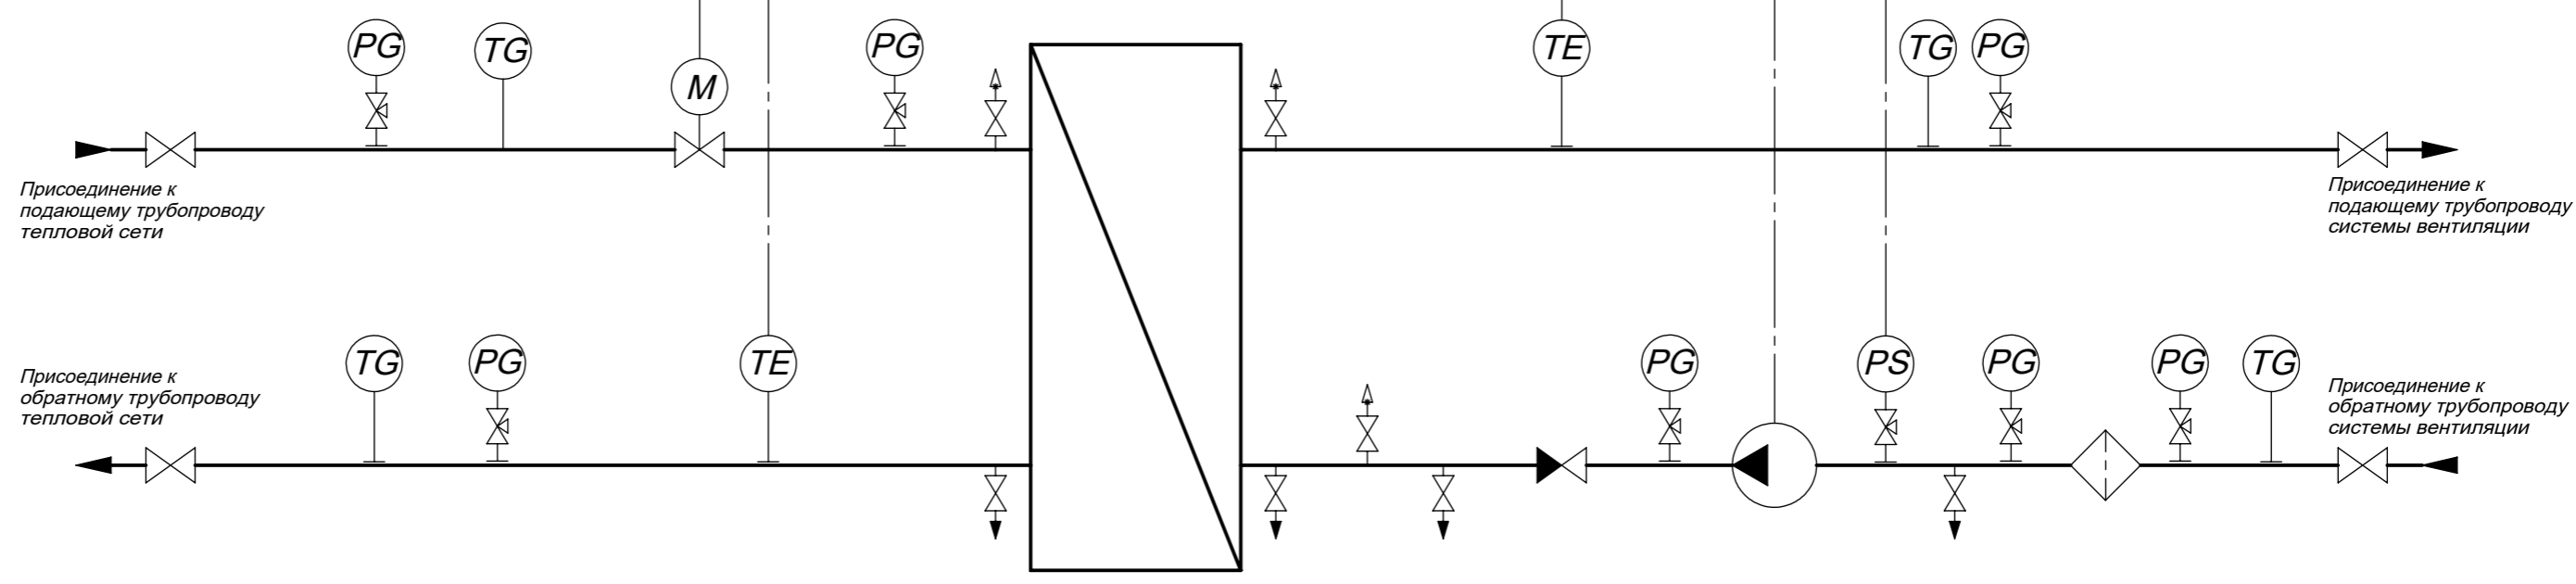 PG
TG
M
PG
TE
TG
PG
Присоединение к
подающему трубопроводу
тепловой сети
Присоединение к
подающему трубопроводу
системы вентиляции
Присоединение к
обратному трубопроводу
тепловой сети
TG
PG
TE
PG
PS
PG
PG
TG
Присоединение к
обратному трубопроводу
системы вентиляции